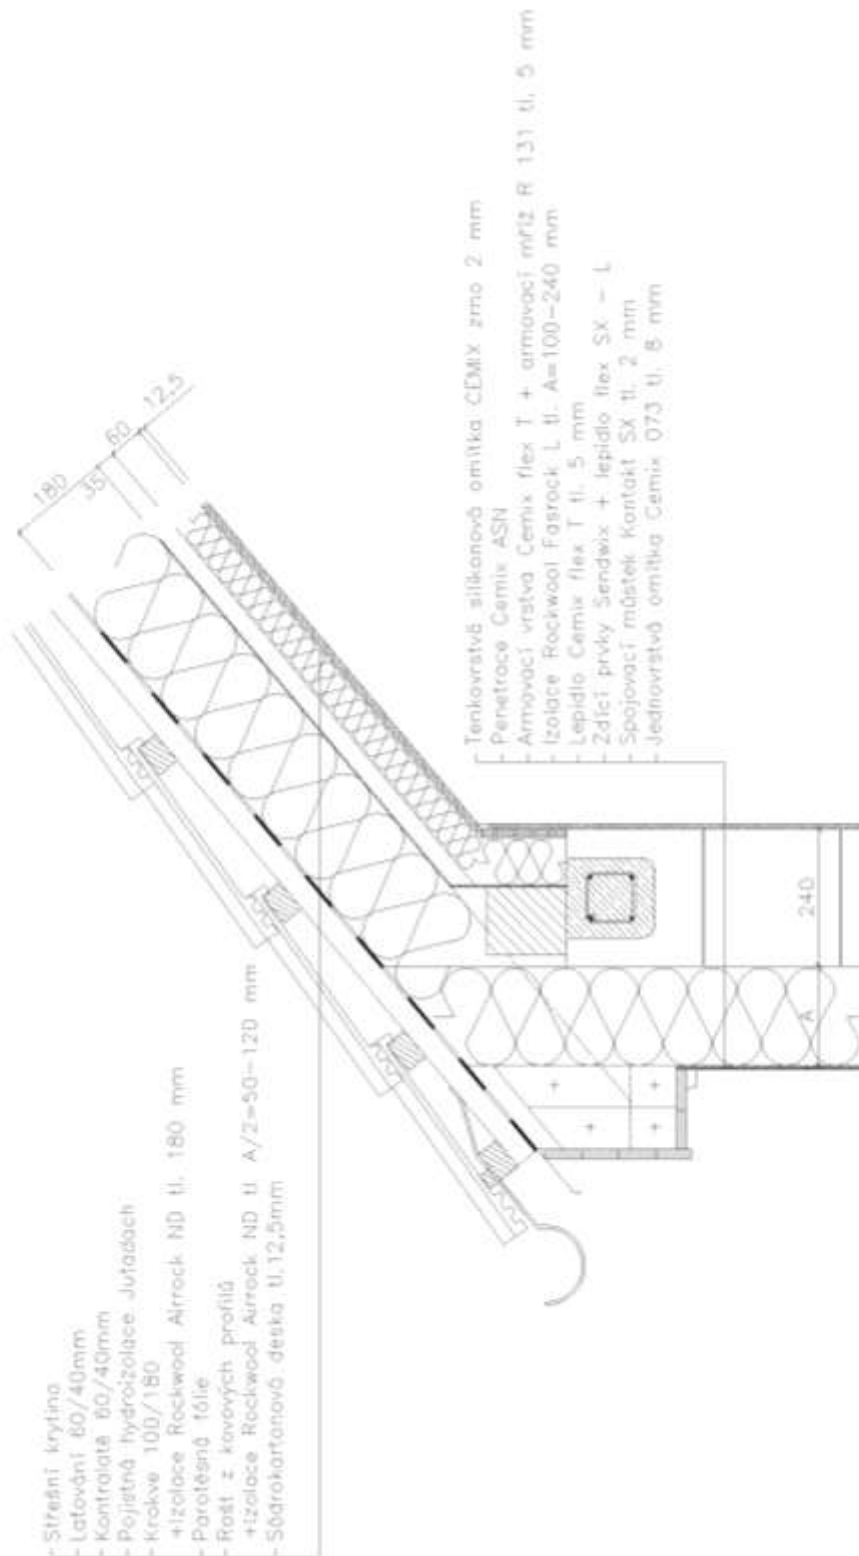 Střešní krytina
Laťování 60/40mm
Kontralatě 60/40mm
Pojistná hydroizolace Jutadach
Krokve 100/180
+Izolace Rockwool Airrock ND tl. 180 mm
Parotěsná fólie
Rošt z kovových profilů
+Izolace Rockwool Airrock ND tl A/2=50-120 mm
Sádrokartonová deska tl.12,5mm
180
35
60
12,5
Tenkovrstvá silikonová omítka CEMIX zrno 2 mm
Penetrace Cemix ASN
Armovací vrstva Cemix flex T + armovací mříž R 131 tl. 5 mm
Izolace Rockwool Fasrock L tl. A=100-240 mm
Lepidlo Cemix flex T tl. 5 mm
Zdící prvky Sendwix + lepidlo flex SX - L
Spojovací můstek Kontakt SX tl. 2 mm
Jednovrstvá omítka Cemix 073 tl. 8 mm
240
A